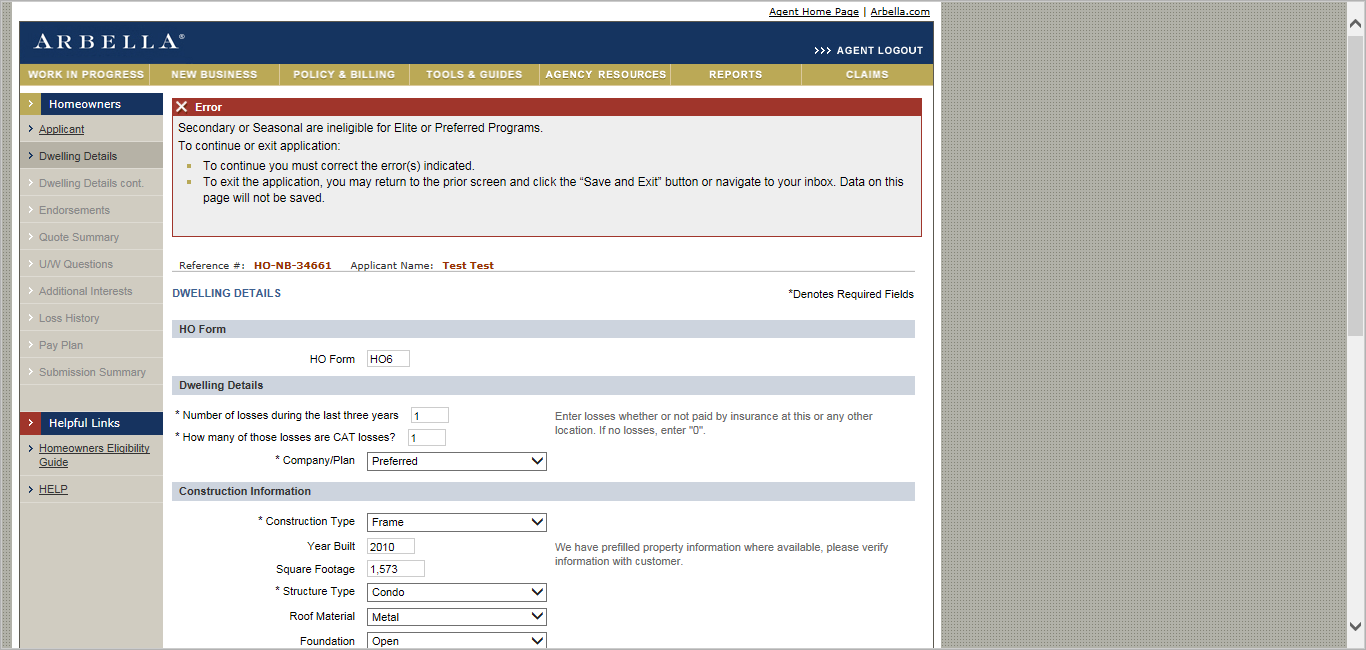 Agent Home Page | Arbella.com
ARBELLA®
>>> AGENT LOGOUT
WORK IN PROGRESS NEW BUSINESS POLICY & BILLING TOOLS & GUIDES AGENCY RESOURCES REPORTS CLAIMS
Homeowners
Applicant
Dwelling Details
Dwelling Details cont.
Endorsements
Quote Summary
U/W Questions
Additional Interests
Loss History
Pay Plan
Submission Summary
Helpful Links
Homeowners Eligibility
Guide
HELP
Error
Secondary or Seasonal are ineligible for Elite or Preferred Programs.
To continue or exit application:
To continue you must correct the error(s) indicated.
To exit the application, you may return to the prior screen and click the “Save and Exit” button or navigate to your inbox. Data on this
page will not be saved.
Reference #: HO-NB-34661 Applicant Name: Test Test
DWELLING DETAILS
*Denotes Required Fields
HO Form
HO Form HO6
Dwelling Details
* Number of losses during the last three years 1
Enter losses whether or not paid by insurance at this or any other
location. If no losses, enter "0".
* How many of those losses are CAT losses? 1
* Company/Plan Preferred
Construction Information
* Construction Type Frame
Year Built 2010
We have prefilled property information where available, please verify
information with customer.
Square Footage 1,573
* Structure Type Condo
Roof Material Metal
Foundation Open